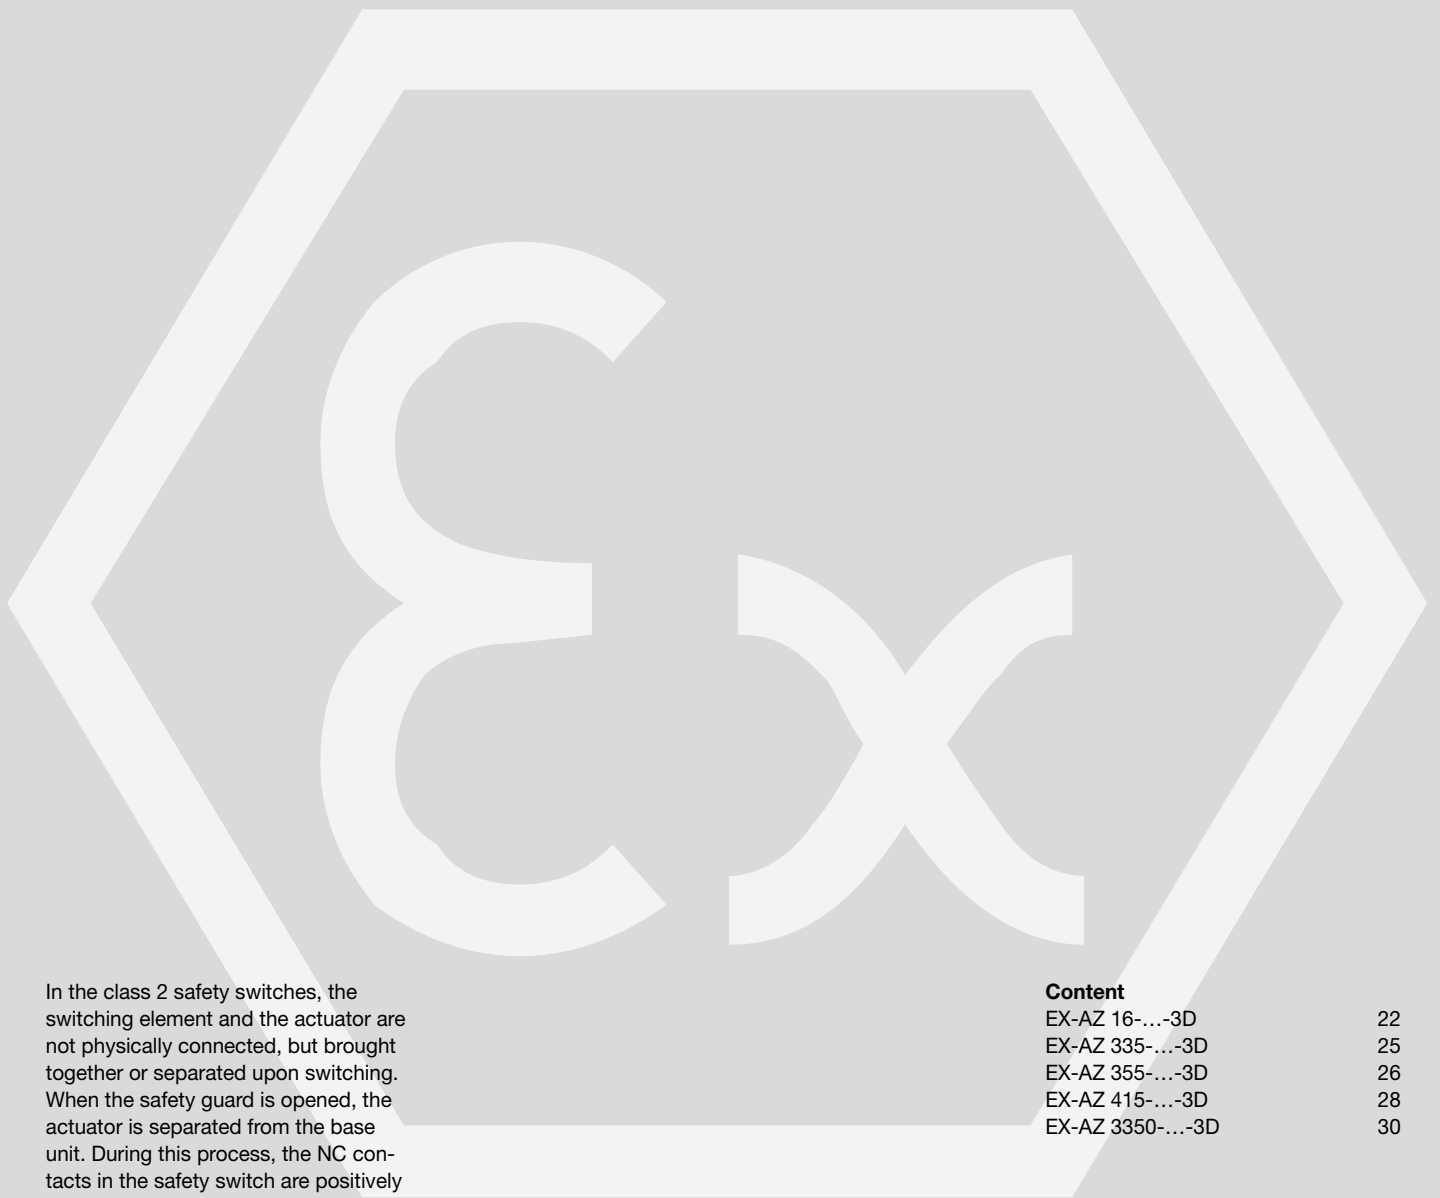 Ex
In the class 2 safety switches, the
switching element and the actuator are
not physically connected, but brought
together or separated upon switching.
When the safety guard is opened, the
actuator is separated from the base
unit. During this process, the NC con-
tacts in the safety switch are positively
Content
EX-AZ 16-…-3D 22
EX-AZ 335-…-3D 25
EX-AZ 355-…-3D 26
EX-AZ 415-…-3D 28
EX-AZ 3350-…-3D 30